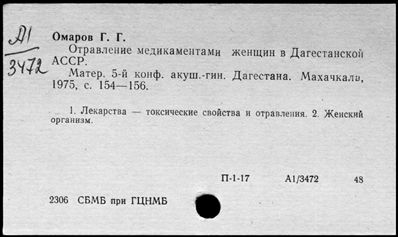 А1/3472
Омаров Г. Г.
Отравление медикаментами женщин в Дагестанской
АССР.
Матер. 5-й конф. акуш.-гин. Дагестана. Махачкала,
1975, с. 154—156.
1. Лекарства — токсические свойства и отравления. 2. Женский
организм.
П-1-17 А1/3472 48
2306 СБМБ при ГЦНМБ